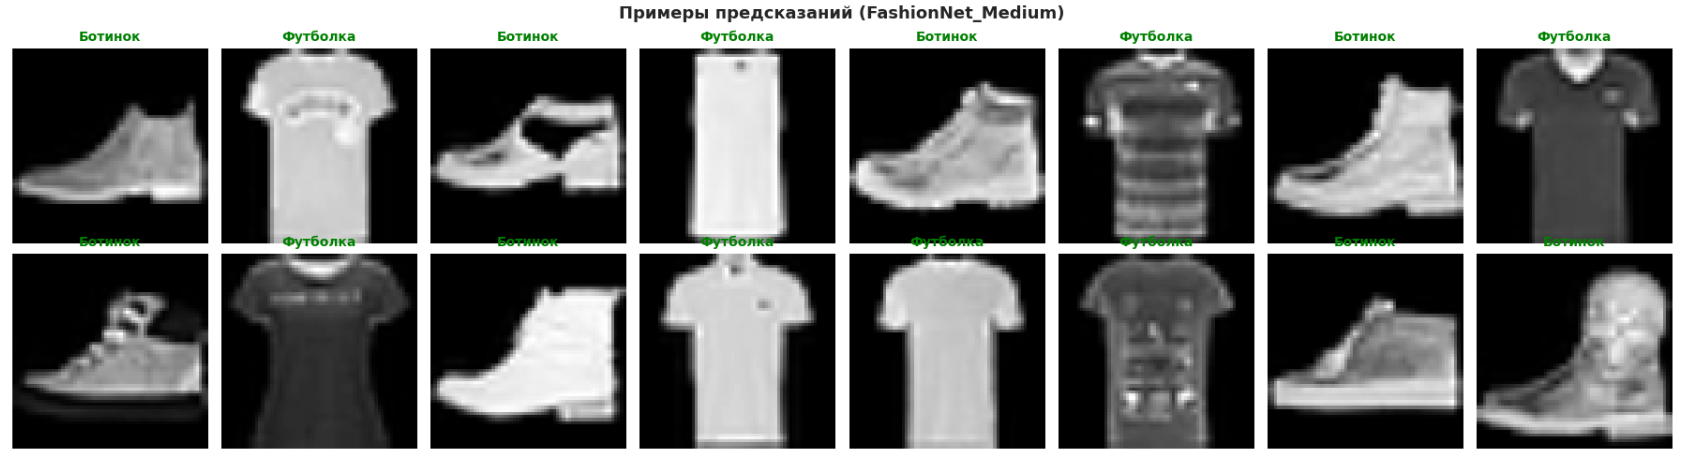 Примеры предсказаний (FashionNet_Medium)
Ботинок Футболка Ботинок Футболка Ботинок Футболка Ботинок Футболка
Ботинок Футболка Ботинок Футболка Футболка Футболка Ботинок Ботинок